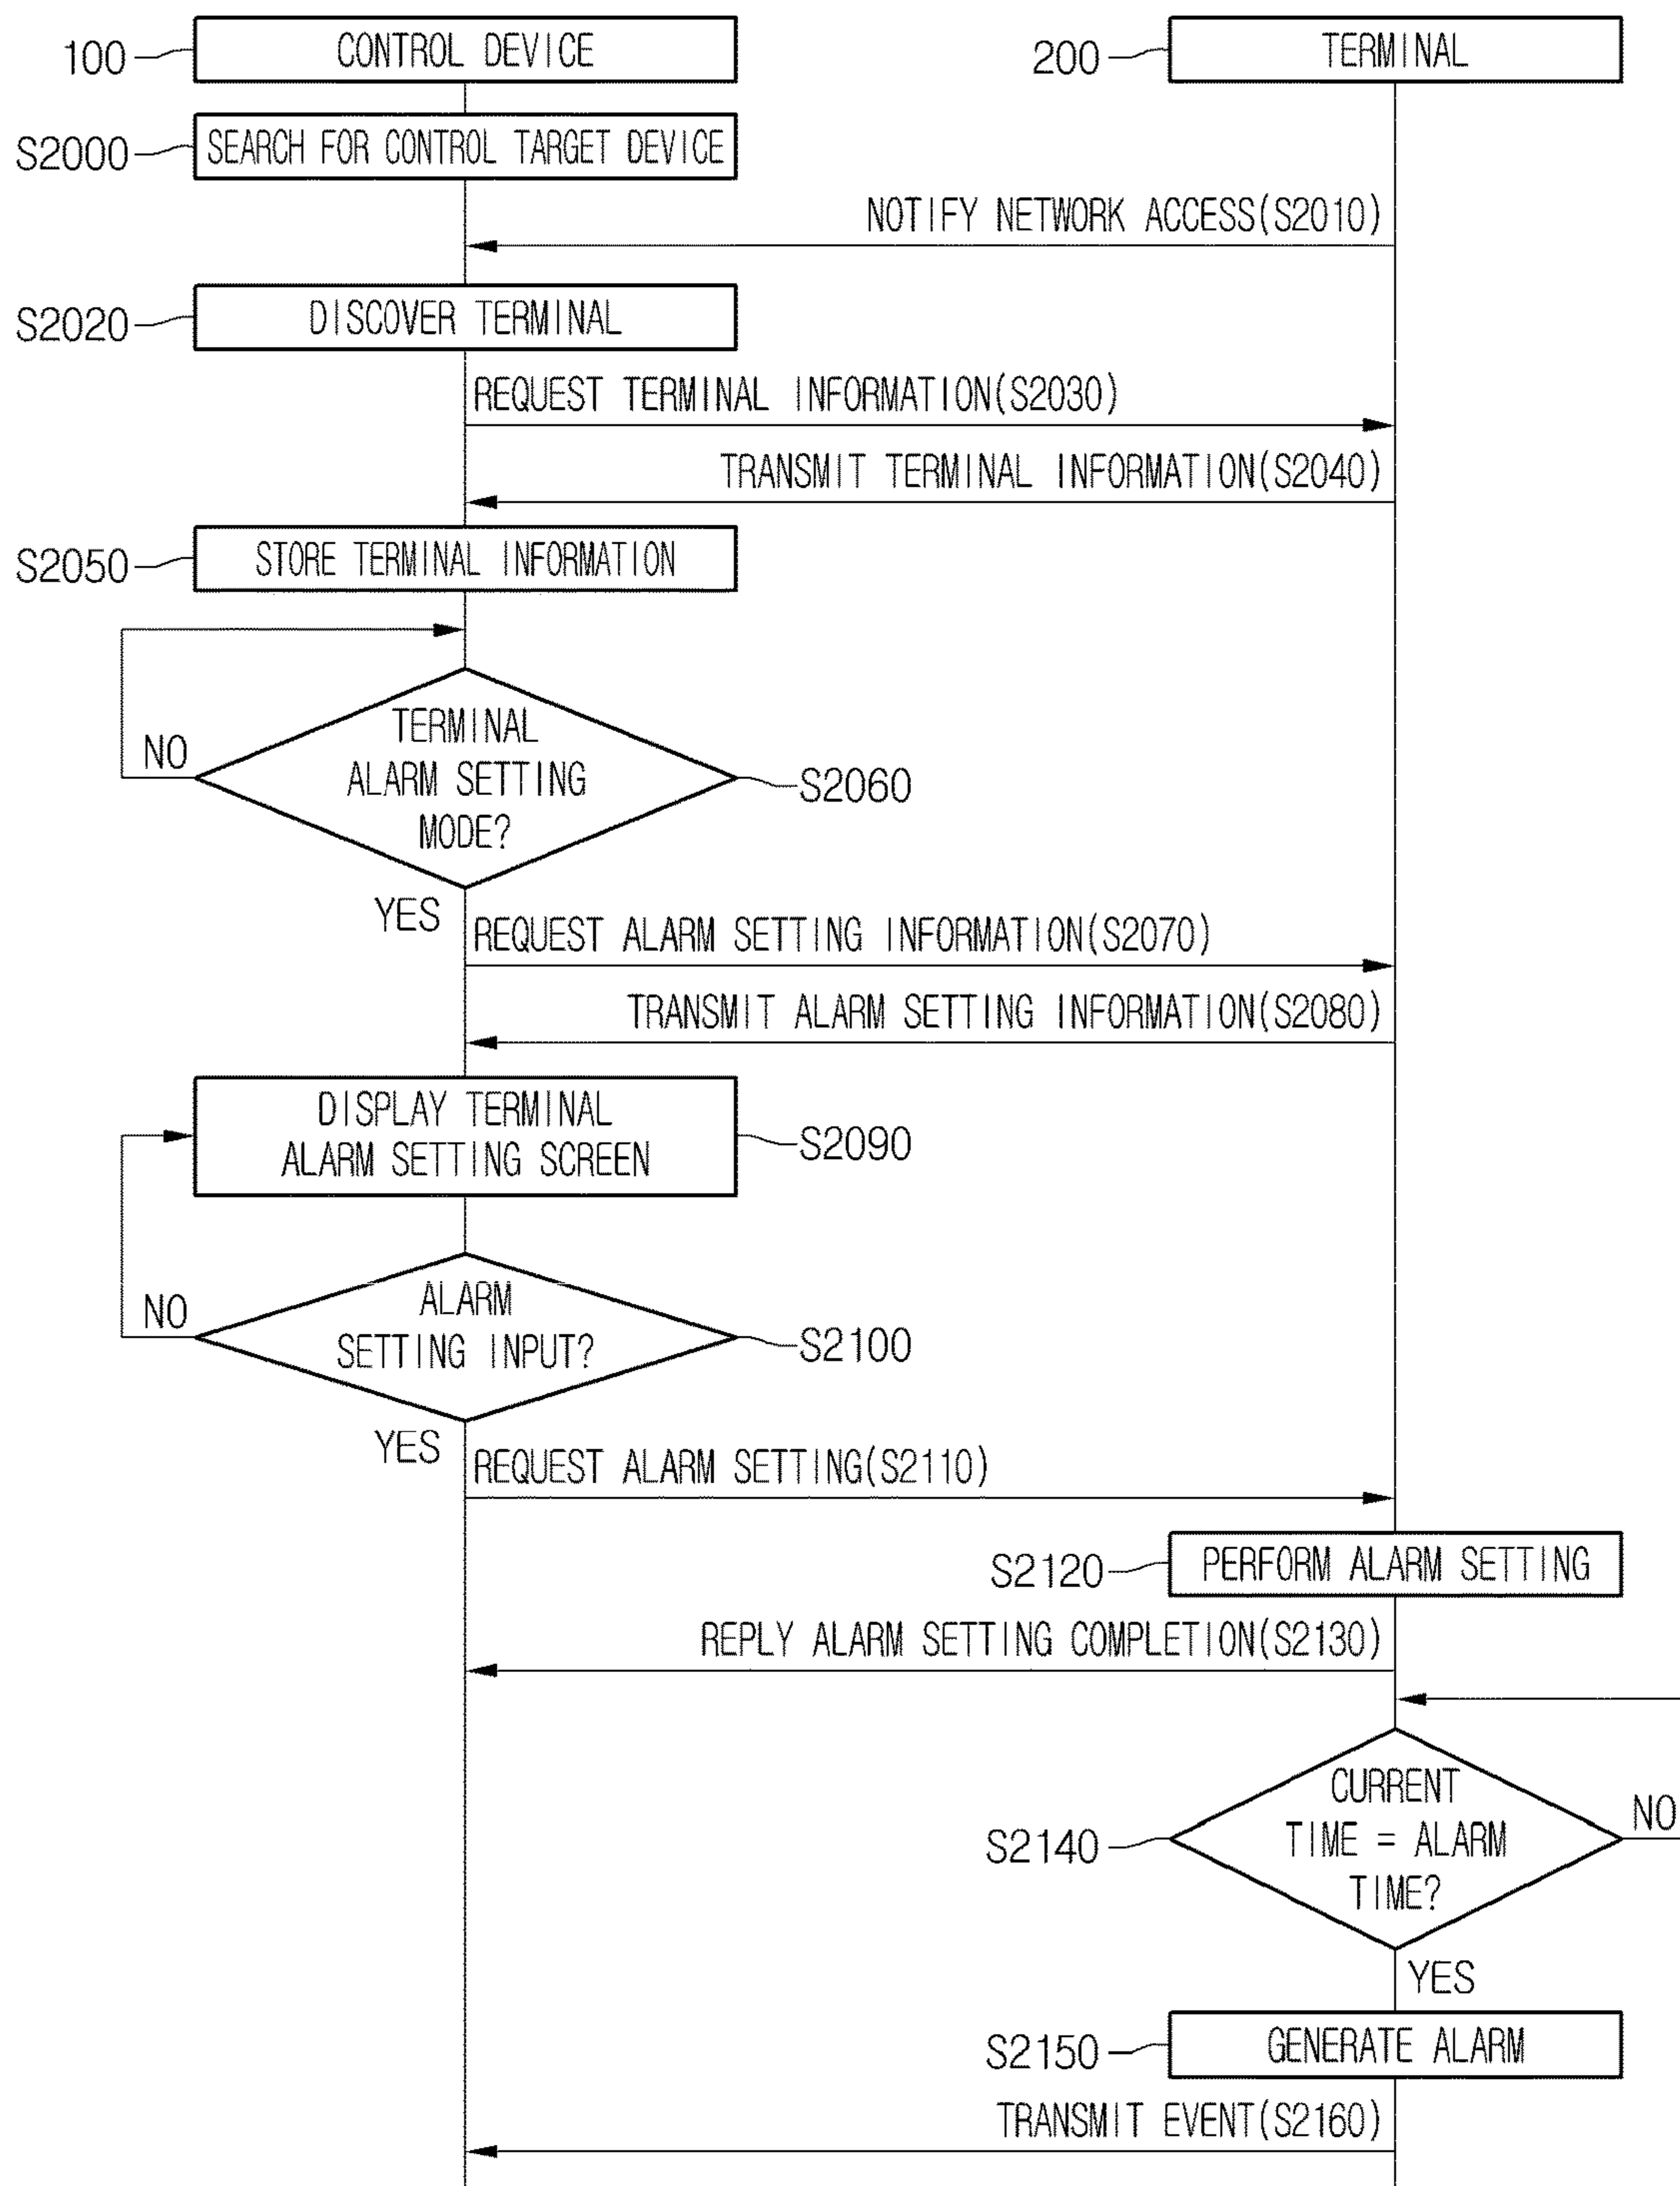 100
CONTROL DEVICE
200
TERMINAL
S2000
SEARCH FOR CONTROL TARGET DEVICE
NOTIFY NETWORK ACCESS(S2010)
S2020
DISCOVER TERMINAL
REQUEST TERMINAL INFORMATION(S2030)
TRANSMIT TERMINAL INFORMATION(S2040)
S2050
STORE TERMINAL INFORMATION
TERMINAL
ALARM SETTING
MODE?
NO
S2060
YES
REQUEST ALARM SETTING INFORMATION(S2070)
TRANSMIT ALARM SETTING INFORMATION(S2080)
DISPLAY TERMINAL
ALARM SETTING SCREEN
S2090
ALARM
SETTING INPUT?
NO
S2100
YES
REQUEST ALARM SETTING(S2110)
S2120
PERFORM ALARM SETTING
REPLY ALARM SETTING COMPLETION(S2130)
CURRENT
TIME = ALARM
TIME?
S2140
NO
YES
S2150
GENERATE ALARM
TRANSMIT EVENT(S2160)